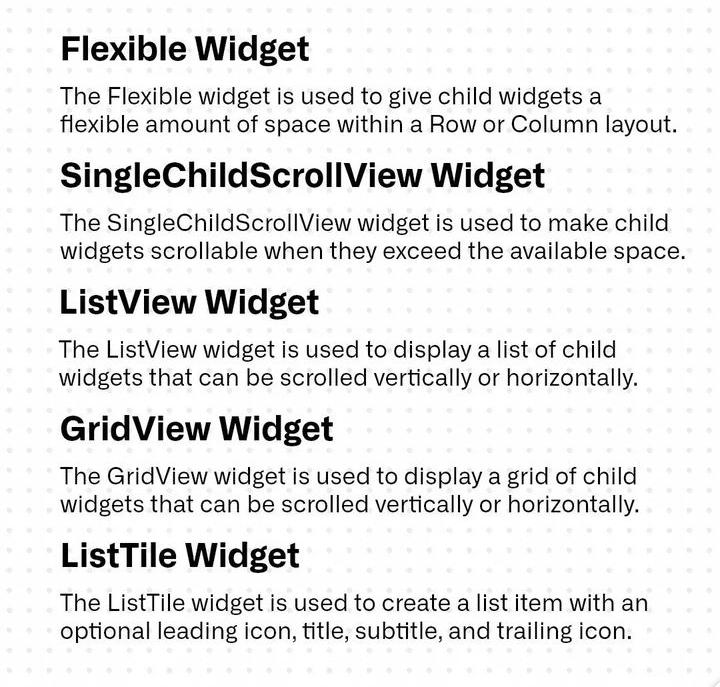 Flexible Widget
The Flexible widget is used to give child widgets a
flexible amount of space within a Row or Column layout.
SingleChildScrollView Widget
The SingleChildScrollView widget is used to make child
widgets scrollable when they exceed the available space.
ListView Widget
The ListView widget is used to display a list of child
widgets that can be scrolled vertically or horizontally.
GridView Widget
The GridView widget is used to display a grid of child
widgets that can be scrolled vertically or horizontally.
ListTile Widget
The ListTile widget is used to create a list item with an
optional leading icon, title, subtitle, and trailing icon.